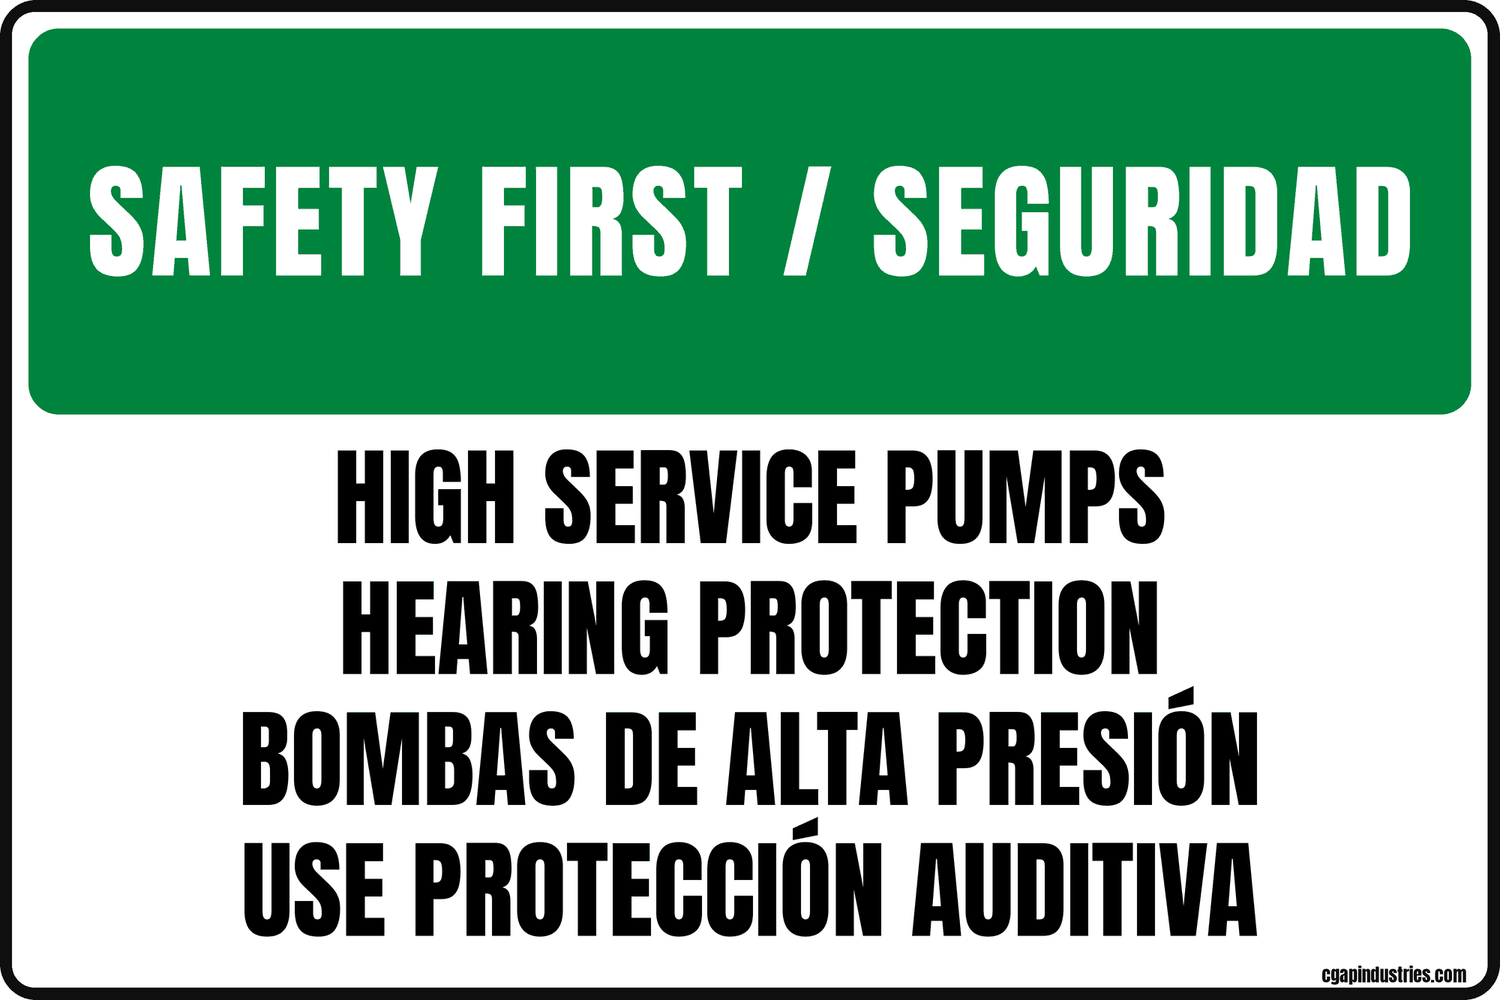 SAFETY FIRST / SEGURIDAD
HIGH SERVICE PUMPS
HEARING PROTECTION
BOMBAS DE ALTA PRESIÓN
USE PROTECCIÓN AUDITIVA
cgapindustries.com